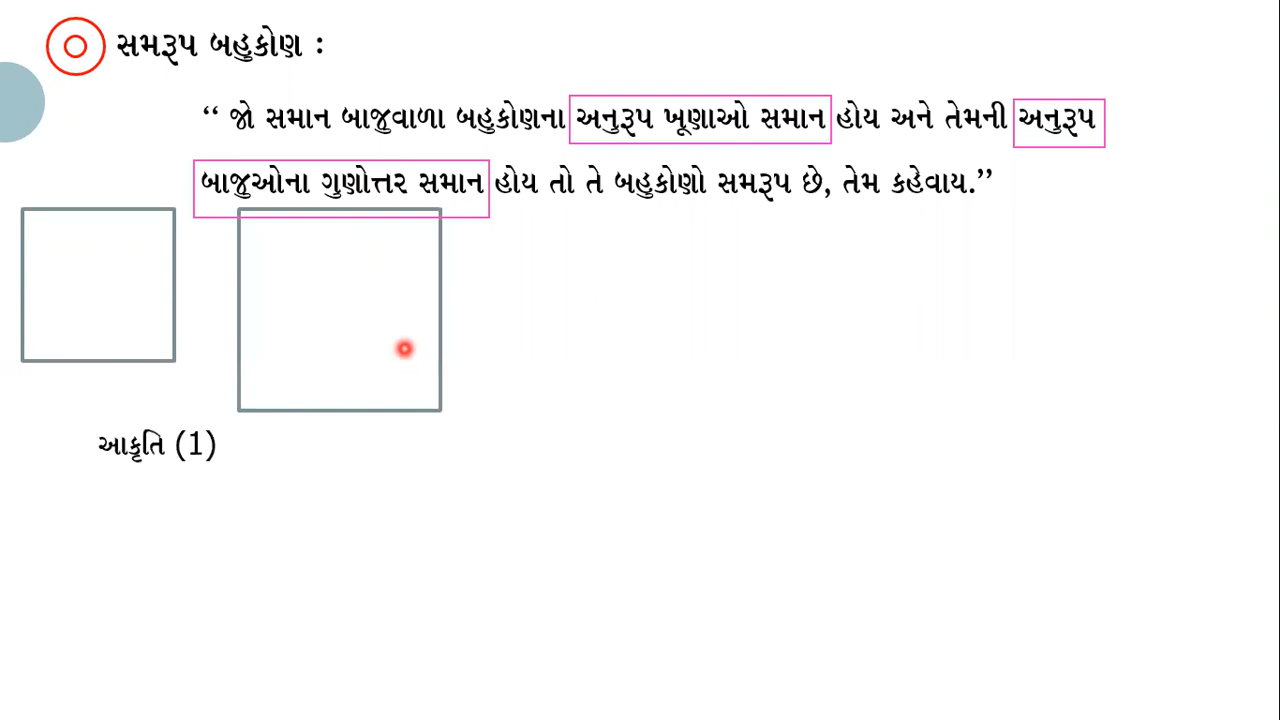 સમરૂપ બહુકોણ :
‘‘ જો સમાન બાજુવાળા બહુકોણના અનુરૂપ ખૂણાઓ સમાન હોય અને તેમની અનુરૂપ
બાજુઓના ગુણોત્તર સમાન હોય તો તે બહુકોણો સમરૂપ છે, તેમ કહેવાય.’’
આકૃતિ (1)